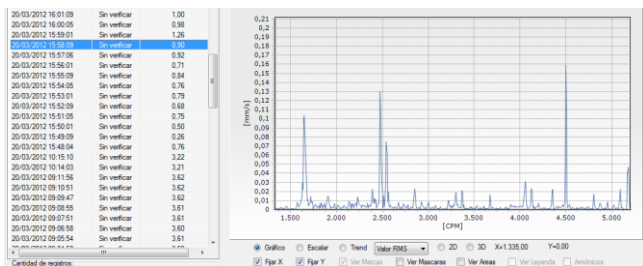 20/03/2012 16:01:09 Sin verificar 1,00
20/03/2012 16:00:05 Sin verificar 0,98
20/03/2012 15:59:01 Sin verificar 1,26
20/03/2012 15:58:09 Sin verificar 0,90
20/03/2012 15:57:06 Sin verificar 0,92
20/03/2012 15:56:01 Sin verificar 0,71
20/03/2012 15:55:09 Sin verificar 0,84
20/03/2012 15:54:05 Sin verificar 0,76
20/03/2012 15:53:01 Sin verificar 0,79
20/03/2012 15:52:09 Sin verificar 0,68
20/03/2012 15:51:05 Sin verificar 0,75
20/03/2012 15:50:01 Sin verificar 0,50
20/03/2012 15:49:09 Sin verificar 0,26
20/03/2012 15:48:04 Sin verificar 0,76
20/03/2012 10:15:10 Sin verificar 3,22
20/03/2012 10:14:03 Sin verificar 3,21
20/03/2012 09:11:56 Sin verificar 3,62
20/03/2012 09:10:51 Sin verificar 3,62
20/03/2012 09:09:47 Sin verificar 3,62
20/03/2012 09:08:55 Sin verificar 3,61
20/03/2012 09:07:51 Sin verificar 3,61
20/03/2012 09:06:58 Sin verificar 3,60
20/03/2012 09:05:54 Sin verificar 3,61
Cantidad de registros:
0,21
0,2
0,19
0,18
0,16
0,15
0,14
0,13
0,12
0,11
0,1
0,09
0,08
0,07
0,05
0,04
0,03
0,02
0,01
0
[mm/s]
1.500 2.000 2.500 3.000 3.500 4.000 4.500 5.000
[CPM]
Gráfico Escalar Trend Valor RMS 2D 3D X=1.335,00 Y=0,00
Fijar X Fijar Y Ver Marcas Ver Mascaras Ver Areas Ver Leyenda Armónicos